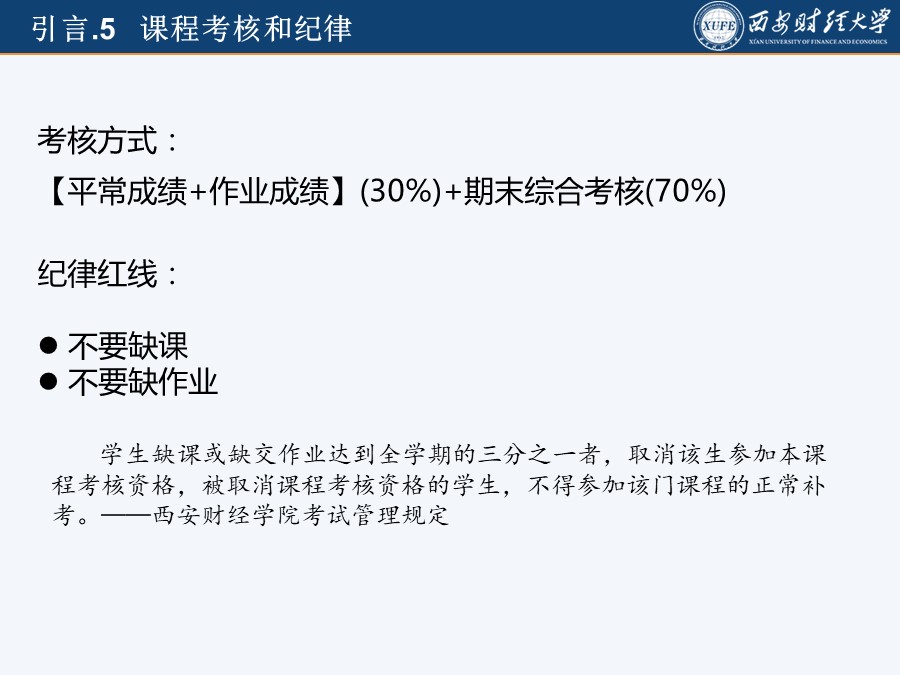 引言.5 课程考核和纪律
XUFE
西安财经大学
XI'AN UNIVERSITY OF FINANCE AND ECONOMICS
考核方式：
【平常成绩+作业成绩】(30%)+期末综合考核(70%)
纪律红线：
● 不要缺课
● 不要缺作业
学生缺课或缺交作业达到全学期的三分之一者，取消该生参加本课
程考核资格，被取消课程考核资格的学生，不得参加该门课程的正常补
考。——西安财经学院考试管理规定